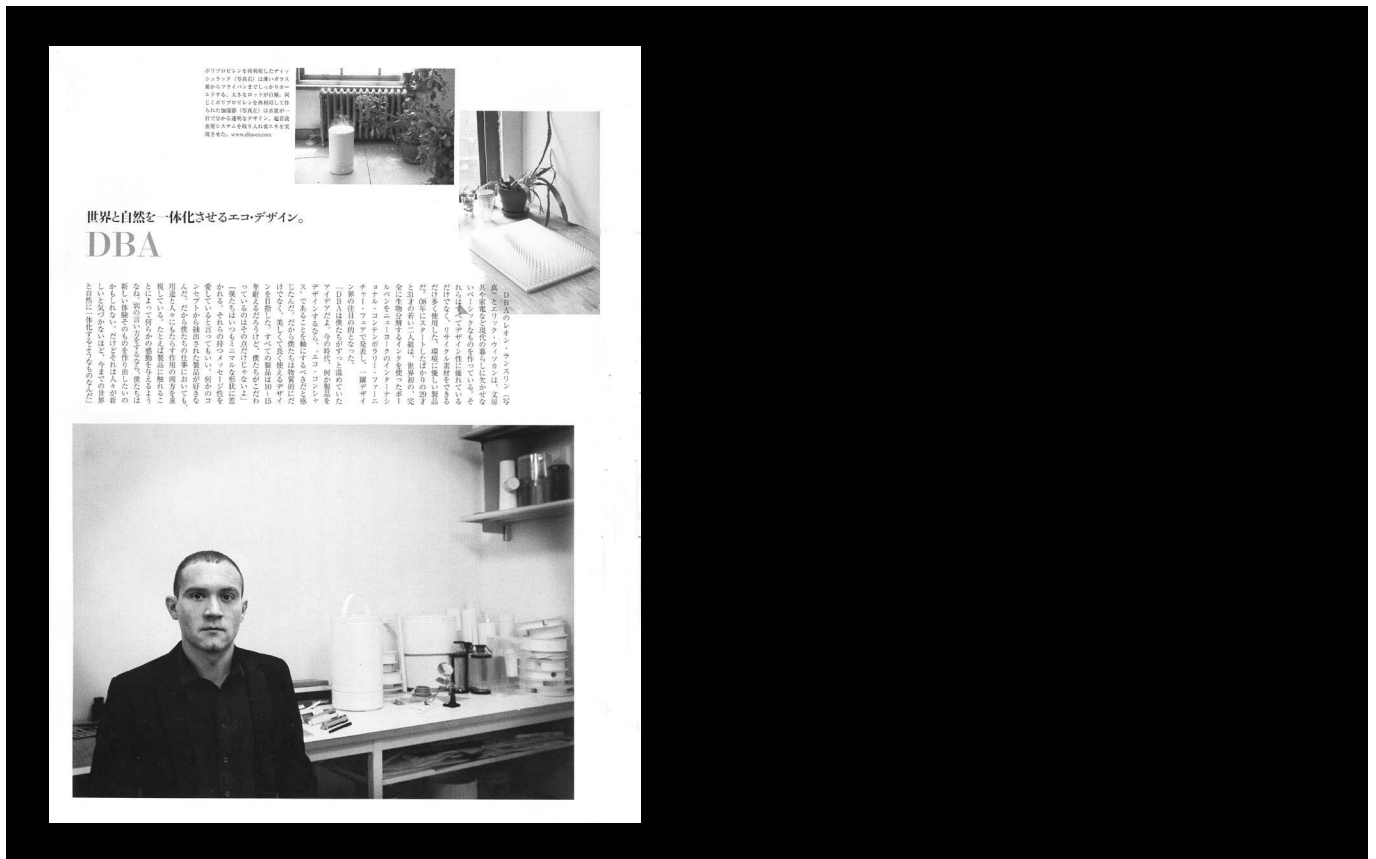 ポリプロピレンを再利用したディッ
シュラック（写真右）は薄いガラス
皿からフライパンまでしっかりホー
ルドする。大きなロッドが自慢。同
じくポリプロピレンを再利用して作
られた加湿器（写真左）は水量が一
目で分かる透明なデザイン。超音波
蒸発システムを取り入れ省エネを実
現させた。www.dba-co.com
世界と自然を一体化させるエコ・デザイン。
DBA
DBAのレオン・ランスリン（写
真）とエリック・ウィソカンは、文房
具や家電など現代の暮らしに欠かせな
いベーシックなものを作っている。そ
れらはすべてデザイン性に優れている
だけでなく、リサイクル素材をできる
だけ多く使用した、環境に優しい製品
だ。08年にスタートしたばかりの29才
と31才の若い二人組は、世界初の、完
全に生物分解するインクを使ったボー
ルペンをニューヨークのインターナシ
ョナル・コンテンポラリー・ファーニ
チャー・フェアで発表し、一躍デザイ
ン界の注目の的となった。
「DBAは僕たちがずっと温めていた
アイデアだよ。今の時代、何か製品を
デザインするなら、“エコ・コンシャ
ス”であることを軸にするべきだと感
じたんだ。だから僕たちは物質的にだ
けでなく、美しくて長く使えるデザイ
ンを目指した。すべての製品は10〜15
年耐えるだろうけど、僕たちがこだわ
っているのはその点だけじゃないよ」
「僕たちはいつもミニマルな形状に惹
かれる。それらの持つメッセージ性を
愛していると言ってもいい。何かのコ
ンセプトから抽出された製品が好きな
んだ。だから僕たちの仕事においても、
用途と人々にもたらす作用の両方を重
視している。たとえば製品に触れるこ
とによって何らかの感動を与えるよう
なね。別の言い方をするなら、僕たちは
新しい体験そのものを作り出したいの
かもしれない。だけどそれは人々が新
しいと気づかないほど、今までの世界
と自然に一体化するようなものなんだ」